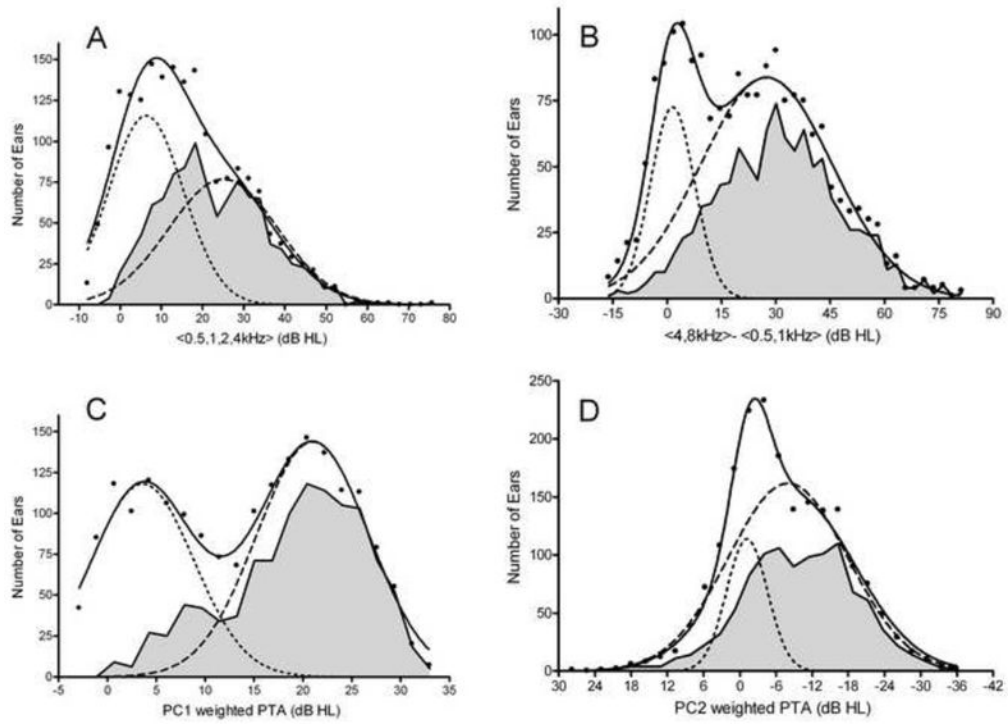 A
150
125
100
75
50
25
0
Number of Ears
-10 0 10 20 30 40 50 60 70 80
<0.5,1,2,4kHz> (dB HL)
B
100
75
50
25
0
Number of Ears
-30 -15 0 15 30 45 60 75 90
<4,8kHz>- <0.5,1kHz> (dB HL)
C
150
125
100
75
50
25
0
Number of Ears
-5 0 5 10 15 20 25 30 35
PC1 weighted PTA (dB HL)
D
250
200
150
100
50
0
Number of Ears
30 24 18 12 6 0 -6 -12 -18 -24 -30 -36 -42
PC2 weighted PTA (dB HL)